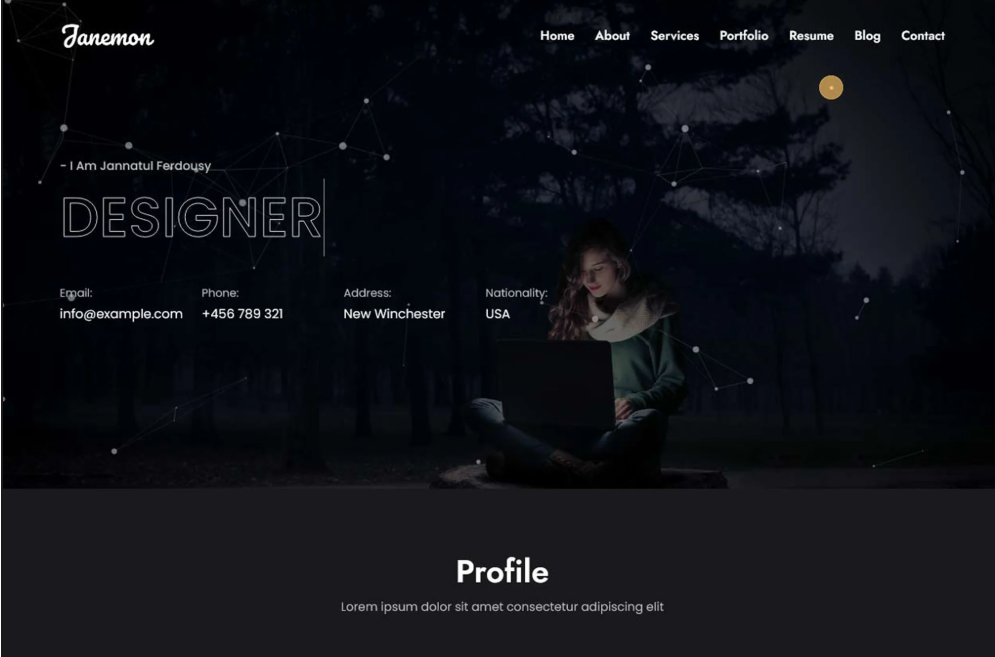 Janemon
Home About Services Portfolio Resume Blog Contact
- I Am Jannatul Ferdousy
DESIGNER
Email: Phone: Address: Nationality:
info@example.com +456 789 321 New Winchester USA
Profile
Lorem ipsum dolor sit amet consectetur adipiscing elit